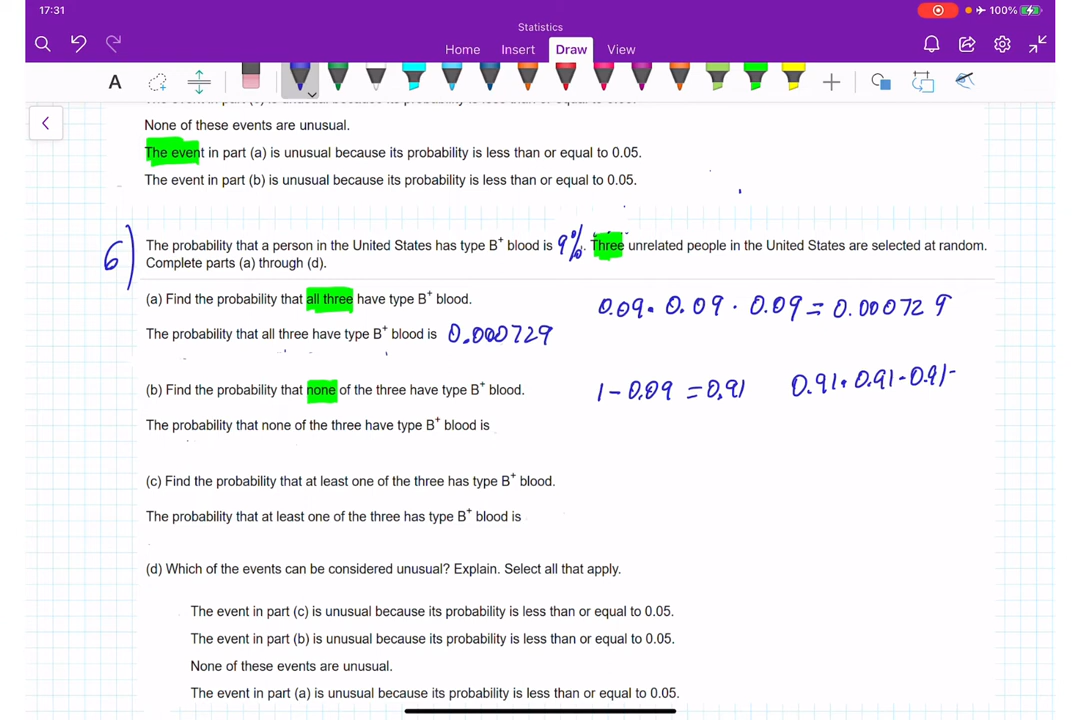 17:31
100%
Statistics
Home Insert Draw View
A
None of these events are unusual.
The event in part (a) is unusual because its probability is less than or equal to 0.05.
The event in part (b) is unusual because its probability is less than or equal to 0.05.
6) The probability that a person in the United States has type B+ blood is 9%. Three unrelated people in the United States are selected at random.
Complete parts (a) through (d).
(a) Find the probability that all three have type B+ blood. 0.09 · 0.09 · 0.09 = 0.000729
The probability that all three have type B+ blood is 0.000729
(b) Find the probability that none of the three have type B+ blood. 1 - 0.09 = 0.91 0.91 · 0.91 · 0.91 -
The probability that none of the three have type B+ blood is
(c) Find the probability that at least one of the three has type B+ blood.
The probability that at least one of the three has type B+ blood is
(d) Which of the events can be considered unusual? Explain. Select all that apply.
The event in part (c) is unusual because its probability is less than or equal to 0.05.
The event in part (b) is unusual because its probability is less than or equal to 0.05.
None of these events are unusual.
The event in part (a) is unusual because its probability is less than or equal to 0.05.